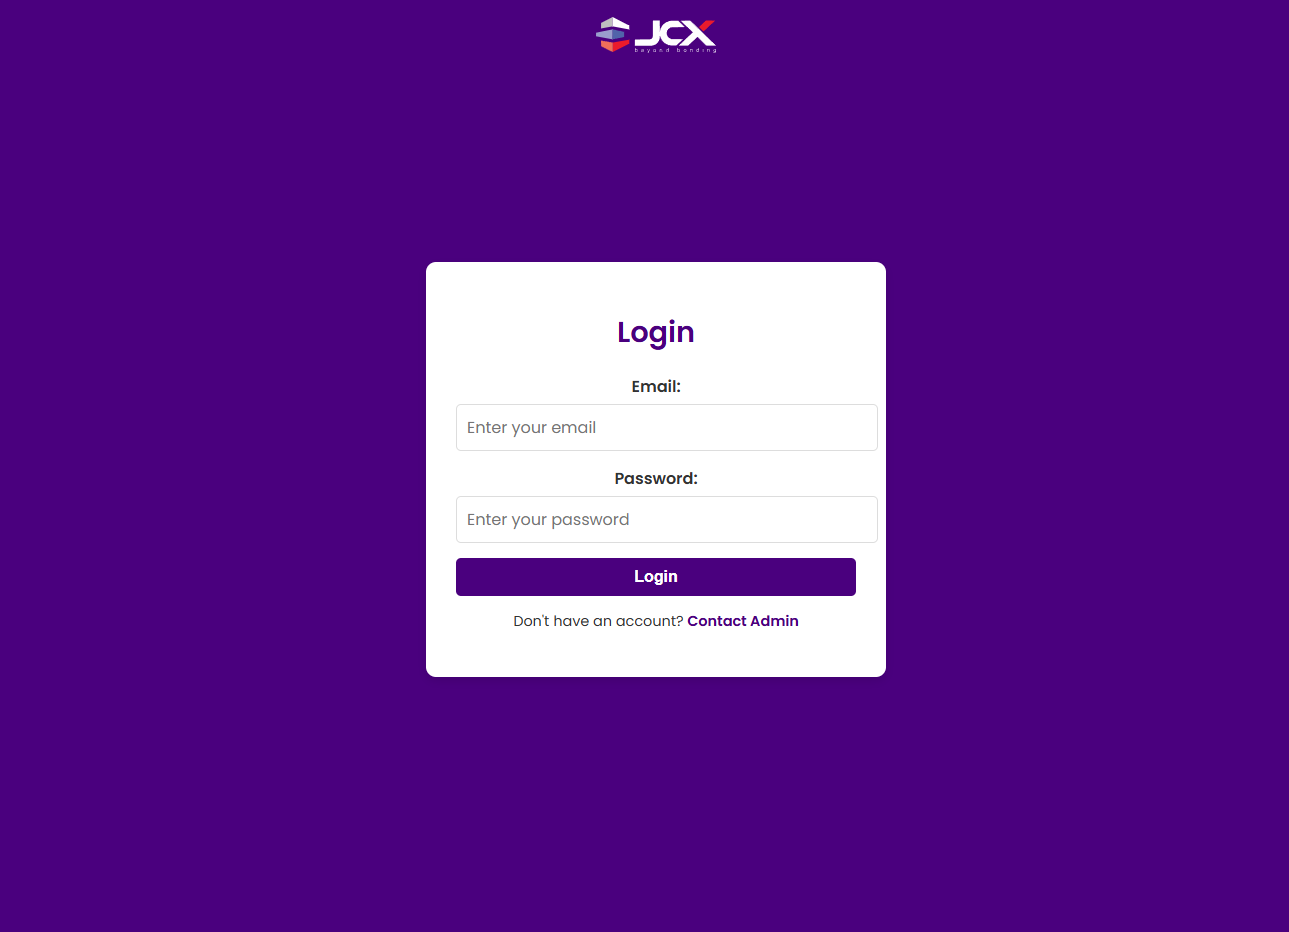 JCX
beyond bonding
Login
Email:
Enter your email
Password:
Enter your password
Login
Don't have an account? Contact Admin